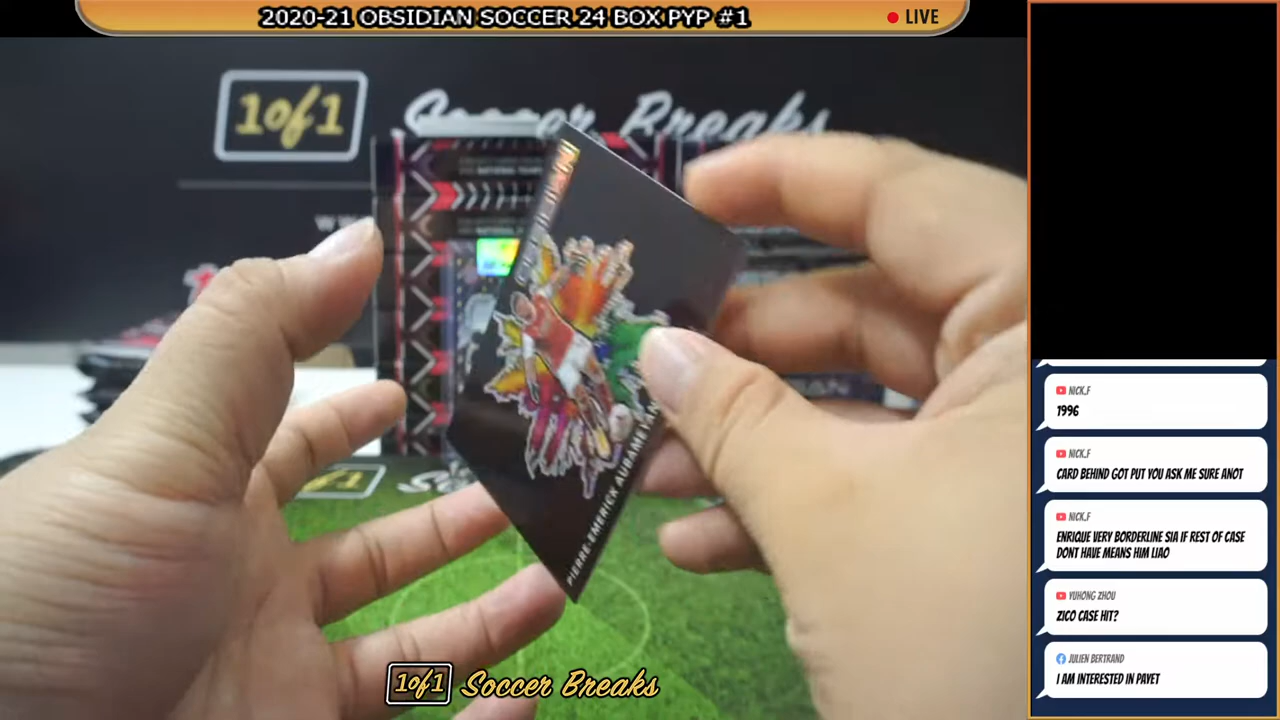 2020-21 OBSIDIAN SOCCER 24 BOX PYP #1
LIVE
1of1
Soccer Breaks
PIERRE-EMERICK AUBAMEYANG
NICK.F
1996
NICK.F
CARD BEHIND GOT PUT YOU ASK ME SURE ANOT
NICK.F
ENRIQUE VERY BORDERLINE SIA IF REST OF CASE
DONT HAVE MEANS HIM LIAO
YUHONG ZHOU
ZICO CASE HIT?
JULIEN BERTRAND
I AM INTERESTED IN PAYET
1of1
1of1 Soccer Breaks